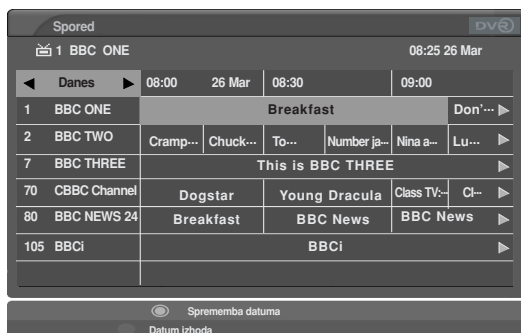 Spored DVR
1 BBC ONE 08:25 26 Mar
◀ Danes ▶ 08:00 26 Mar 08:30 09:00
1 BBC ONE Breakfast Don'··· ▶
2 BBC TWO Cramp··· Chuck··· To··· Number ja··· Nina a··· Lu··· ▶
7 BBC THREE This is BBC THREE ▶
70 CBBC Channel Dogstar Young Dracula Class TV:··· Cl··· ▶
80 BBC NEWS 24 Breakfast BBC News BBC News ▶
105 BBCi BBCi ▶
Sprememba datuma
Datum izhoda